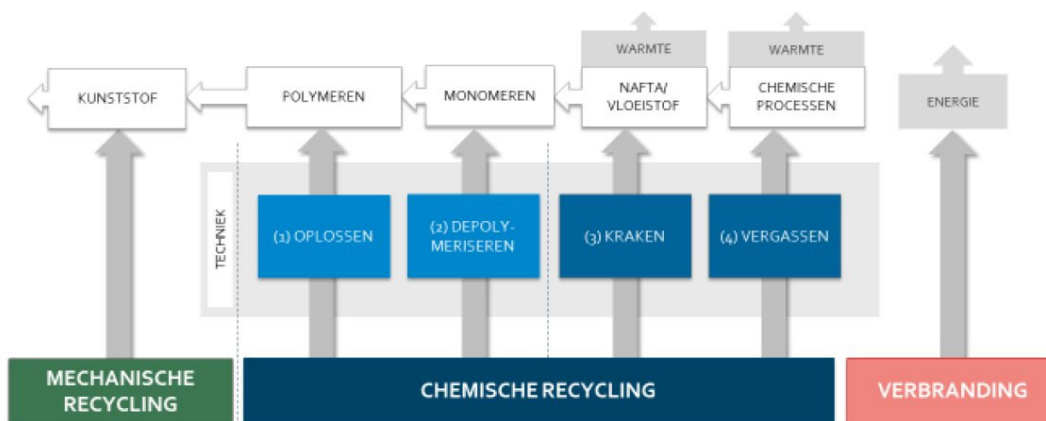 WARMTE
WARMTE
KUNSTSTOF
POLYMEREN
MONOMEREN
NAFTA/
VLOEISTOF
CHEMISCHE
PROCESSEN
ENERGIE
TECHNIEK
(1) OPLOSSEN
(2) DEPOLY-
MERISEREN
(3) KRAKEN
(4) VERGASSEN
MECHANISCHE
RECYCLING
CHEMISCHE RECYCLING
VERBRANDING